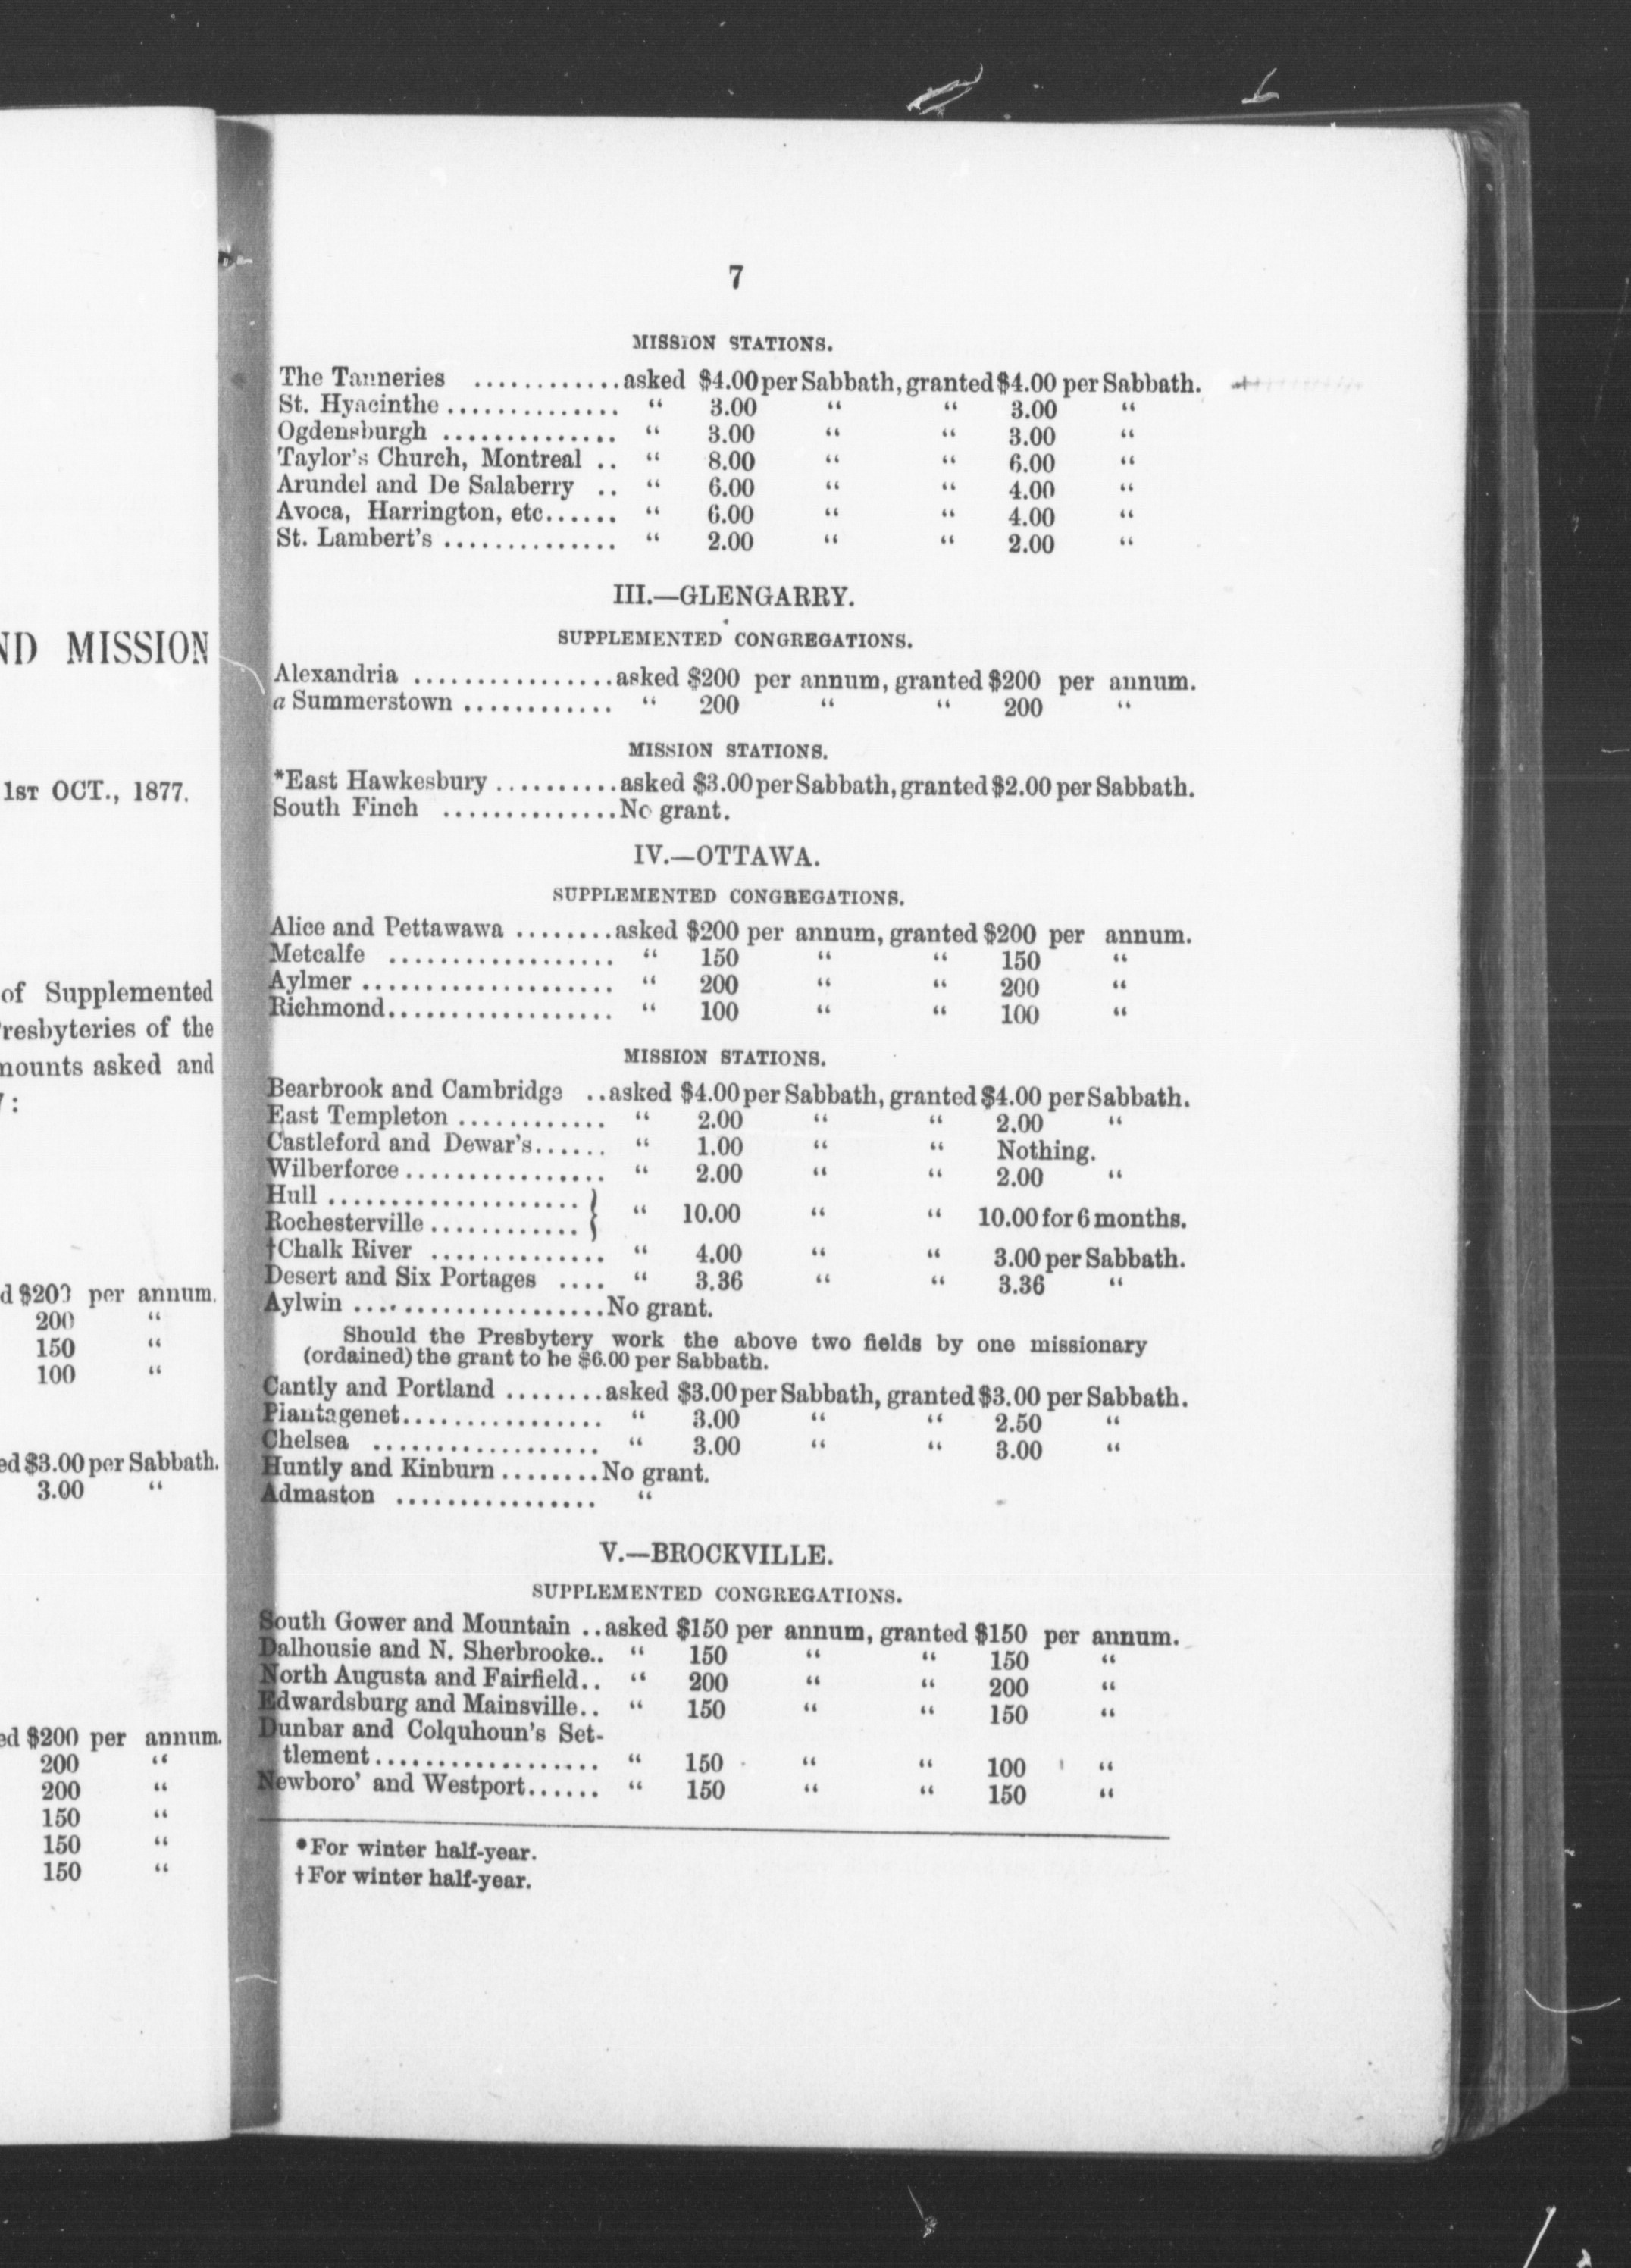 ND MISSION
1ST OCT., 1877.
of Supplemented
resbyteries of the
mounts asked and
:
d $200 per annum.
200 “
150 “
100 “
ed $3.00 per Sabbath.
3.00 “
ed $200 per annum.
200 “
200 “
150 “
150 “
150 “
7
MISSION STATIONS.
The Tanneries ............asked $4.00 per Sabbath, granted $4.00 per Sabbath.
St. Hyacinthe.............. “ 3.00 “ “ 3.00 “
Ogdensburgh .............. “ 3.00 “ “ 3.00 “
Taylor's Church, Montreal .. “ 8.00 “ “ 6.00 “
Arundel and De Salaberry .. “ 6.00 “ “ 4.00 “
Avoca, Harrington, etc...... “ 6.00 “ “ 4.00 “
St. Lambert's .............. “ 2.00 “ “ 2.00 “
III.—GLENGARRY.
SUPPLEMENTED CONGREGATIONS.
Alexandria ................asked $200 per annum, granted $200 per annum.
a Summerstown ............ “ 200 “ “ 200 “
MISSION STATIONS.
*East Hawkesbury ..........asked $3.00 per Sabbath, granted $2.00 per Sabbath.
South Finch ..............No grant.
IV.—OTTAWA.
SUPPLEMENTED CONGREGATIONS.
Alice and Pettawawa ........asked $200 per annum, granted $200 per annum.
Metcalfe .................. “ 150 “ “ 150 “
Aylmer .................... “ 200 “ “ 200 “
Richmond.................. “ 100 “ “ 100 “
MISSION STATIONS.
Bearbrook and Cambridge ..asked $4.00 per Sabbath, granted $4.00 per Sabbath.
East Templeton ............ “ 2.00 “ “ 2.00 “
Castleford and Dewar's...... “ 1.00 “ “ Nothing.
Wilberforce................ “ 2.00 “ “ 2.00 “
Hull ....................
Rochesterville ............ } “ 10.00 “ “ 10.00 for 6 months.
†Chalk River .............. “ 4.00 “ “ 3.00 per Sabbath.
Desert and Six Portages .... “ 3.36 “ “ 3.36 “
Aylwin ....................No grant.
Should the Presbytery work the above two fields by one missionary
(ordained) the grant to be $6.00 per Sabbath.
Cantly and Portland ........asked $3.00 per Sabbath, granted $3.00 per Sabbath.
Plantagenet................ “ 3.00 “ “ 2.50 “
Chelsea .................. “ 3.00 “ “ 3.00 “
Huntly and Kinburn ........No grant.
Admaston ................ “
V.—BROCKVILLE.
SUPPLEMENTED CONGREGATIONS.
South Gower and Mountain ..asked $150 per annum, granted $150 per annum.
Dalhousie and N. Sherbrooke.. “ 150 “ “ 150 “
North Augusta and Fairfield.. “ 200 “ “ 200 “
Edwardsburg and Mainsville.. “ 150 “ “ 150 “
Dunbar and Colquhoun's Set-
tlement.................. “ 150 “ “ 100 “
Newboro' and Westport...... “ 150 “ “ 150 “
*For winter half-year.
†For winter half-year.